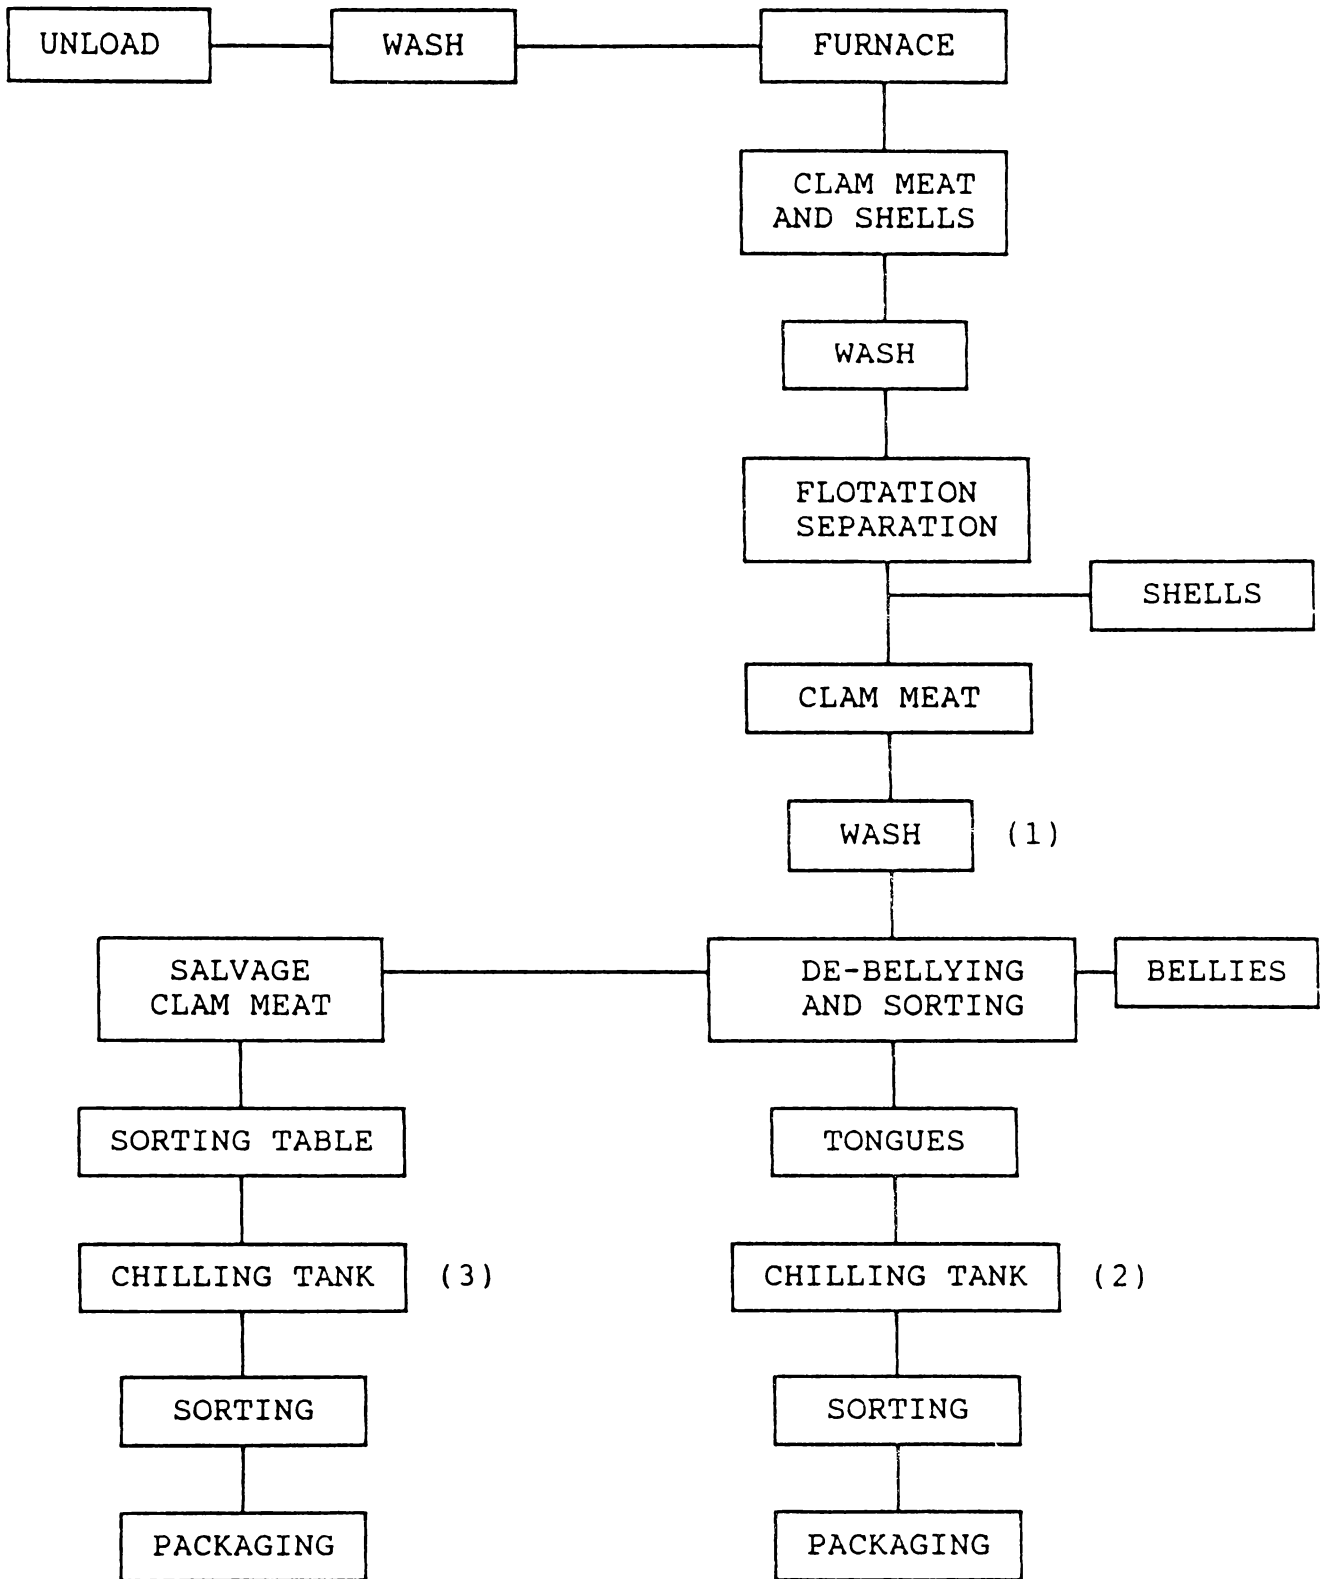 UNLOAD
WASH
FURNACE
CLAM MEAT
AND SHELLS
WASH
FLOTATION
SEPARATION
SHELLS
CLAM MEAT
WASH (1)
SALVAGE
CLAM MEAT
DE-BELLYING
AND SORTING
BELLIES
SORTING TABLE
TONGUES
CHILLING TANK (3)
CHILLING TANK (2)
SORTING
SORTING
PACKAGING
PACKAGING